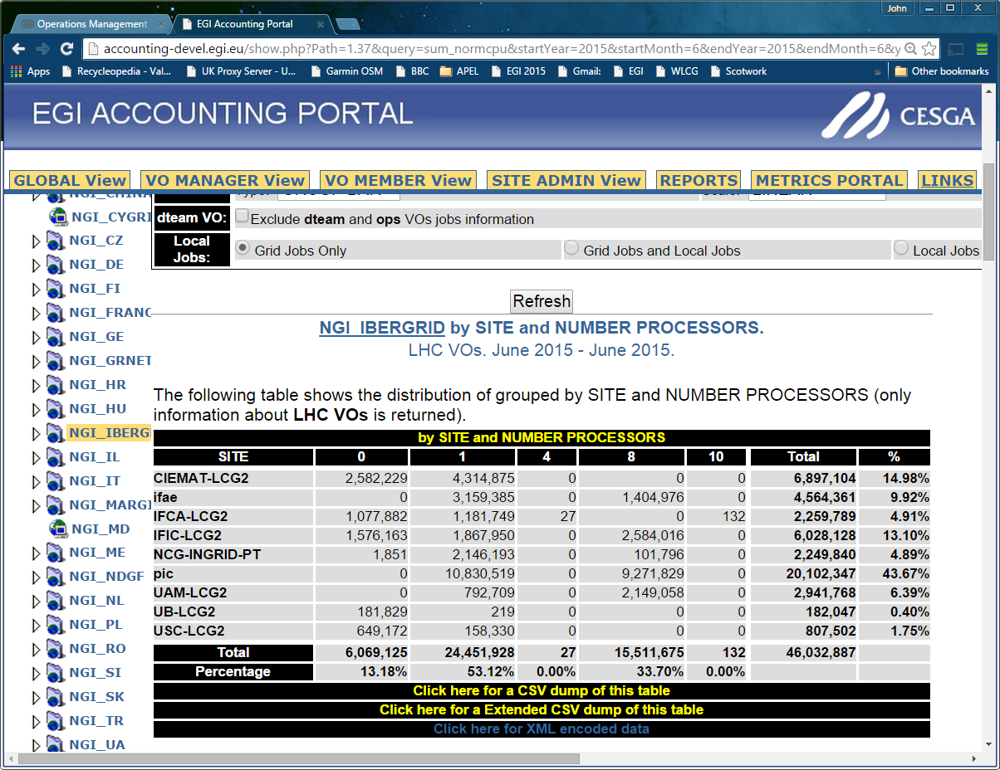 John
Operations Management
EGI Accounting Portal
accounting-devel.egi.eu/show.php?Path=1.37&query=sum_normcpu&startYear=2015&startMonth=6&endYear=2015&endMonth=6&y
Apps Recycleopedia - Val... UK Proxy Server - U... Garmin OSM BBC APEL EGI 2015 Gmail: EGI WLCG Scotwork » Other bookmarks
EGI ACCOUNTING PORTAL
CESGA
GLOBAL View VO MANAGER View VO MEMBER View SITE ADMIN View REPORTS METRICS PORTAL LINKS
NGI_CHINA
NGI_CYGRI
NGI_CZ
NGI_DE
NGI_FI
NGI_FRANC
NGI_GE
NGI_GRNET
NGI_HR
NGI_HU
NGI_IBERG
NGI_IL
NGI_IT
NGI_MARGI
NGI_MD
NGI_ME
NGI_NDGF
NGI_NL
NGI_PL
NGI_RO
NGI_SI
NGI_SK
NGI_TR
NGI_UA
dteam VO: Exclude dteam and ops VOs jobs information
Local Jobs: Grid Jobs Only Grid Jobs and Local Jobs Local Jobs
Refresh
NGI_IBERGRID by SITE and NUMBER PROCESSORS.
LHC VOs. June 2015 - June 2015.
The following table shows the distribution of grouped by SITE and NUMBER PROCESSORS (only
information about LHC VOs is returned).
by SITE and NUMBER PROCESSORS
SITE 0 1 4 8 10 Total %
CIEMAT-LCG2 2,582,229 4,314,875 0 0 0 6,897,104 14.98%
ifae 0 3,159,385 0 1,404,976 0 4,564,361 9.92%
IFCA-LCG2 1,077,882 1,181,749 27 0 132 2,259,789 4.91%
IFIC-LCG2 1,576,163 1,867,950 0 2,584,016 0 6,028,128 13.10%
NCG-INGRID-PT 1,851 2,146,193 0 101,796 0 2,249,840 4.89%
pic 0 10,830,519 0 9,271,829 0 20,102,347 43.67%
UAM-LCG2 0 792,709 0 2,149,058 0 2,941,768 6.39%
UB-LCG2 181,829 219 0 0 0 182,047 0.40%
USC-LCG2 649,172 158,330 0 0 0 807,502 1.75%
Total 6,069,125 24,451,928 27 15,511,675 132 46,032,887
Percentage 13.18% 53.12% 0.00% 33.70% 0.00%
Click here for a CSV dump of this table
Click here for a Extended CSV dump of this table
Click here for XML encoded data